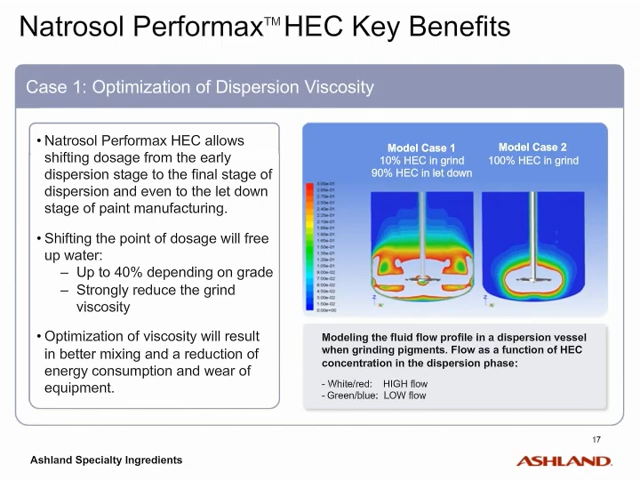 Natrosol Performax™ HEC Key Benefits
Case 1: Optimization of Dispersion Viscosity
• Natrosol Performax HEC allows
shifting dosage from the early
dispersion stage to the final stage of
dispersion and even to the let down
stage of paint manufacturing.
• Shifting the point of dosage will free
up water:
– Up to 40% depending on grade
– Strongly reduce the grind
viscosity
• Optimization of viscosity will result
in better mixing and a reduction of
energy consumption and wear of
equipment.
Model Case 1
10% HEC in grind
90% HEC in let down
Model Case 2
100% HEC in grind
Modeling the fluid flow profile in a dispersion vessel
when grinding pigments. Flow as a function of HEC
concentration in the dispersion phase:
- White/red: HIGH flow
- Green/blue: LOW flow
17
Ashland Specialty Ingredients
ASHLAND.